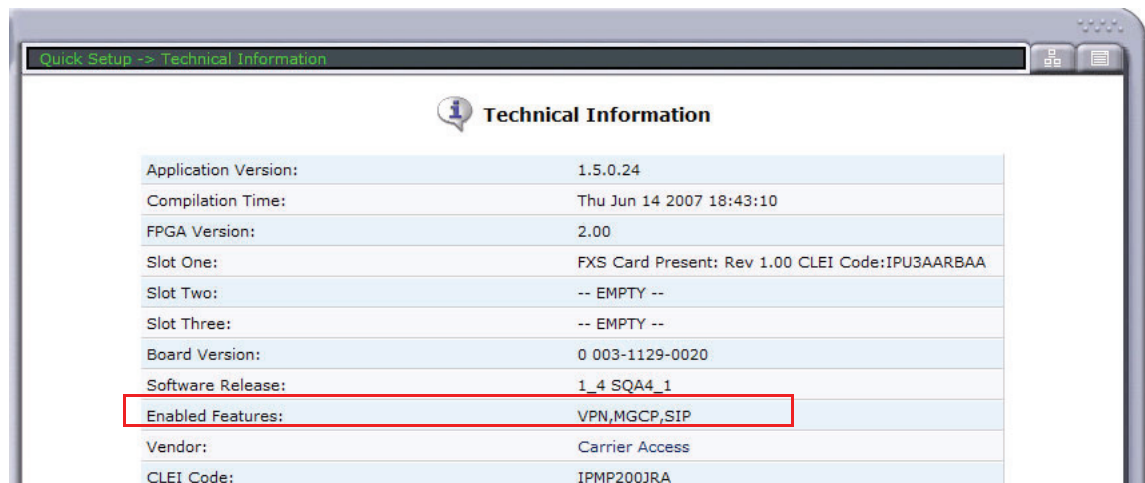 Quick Setup -> Technical Information
Technical Information
Application Version: 1.5.0.24
Compilation Time: Thu Jun 14 2007 18:43:10
FPGA Version: 2.00
Slot One: FXS Card Present: Rev 1.00 CLEI Code:IPU3AARBAA
Slot Two: -- EMPTY --
Slot Three: -- EMPTY --
Board Version: 0 003-1129-0020
Software Release: 1_4 SQA4_1
Enabled Features: VPN,MGCP,SIP
Vendor: Carrier Access
CLEI Code: IPMP200JRA